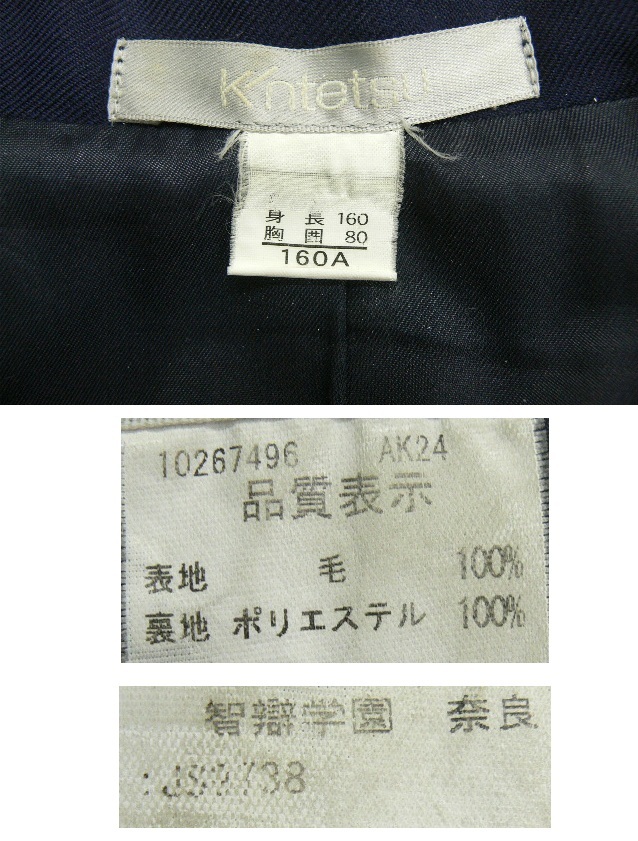 Kintetsu
身長 160
胸囲 80
160A
10267496 AK24
品質表示
表地 毛 100%
裏地 ポリエステル 100%
智辯学園 奈良